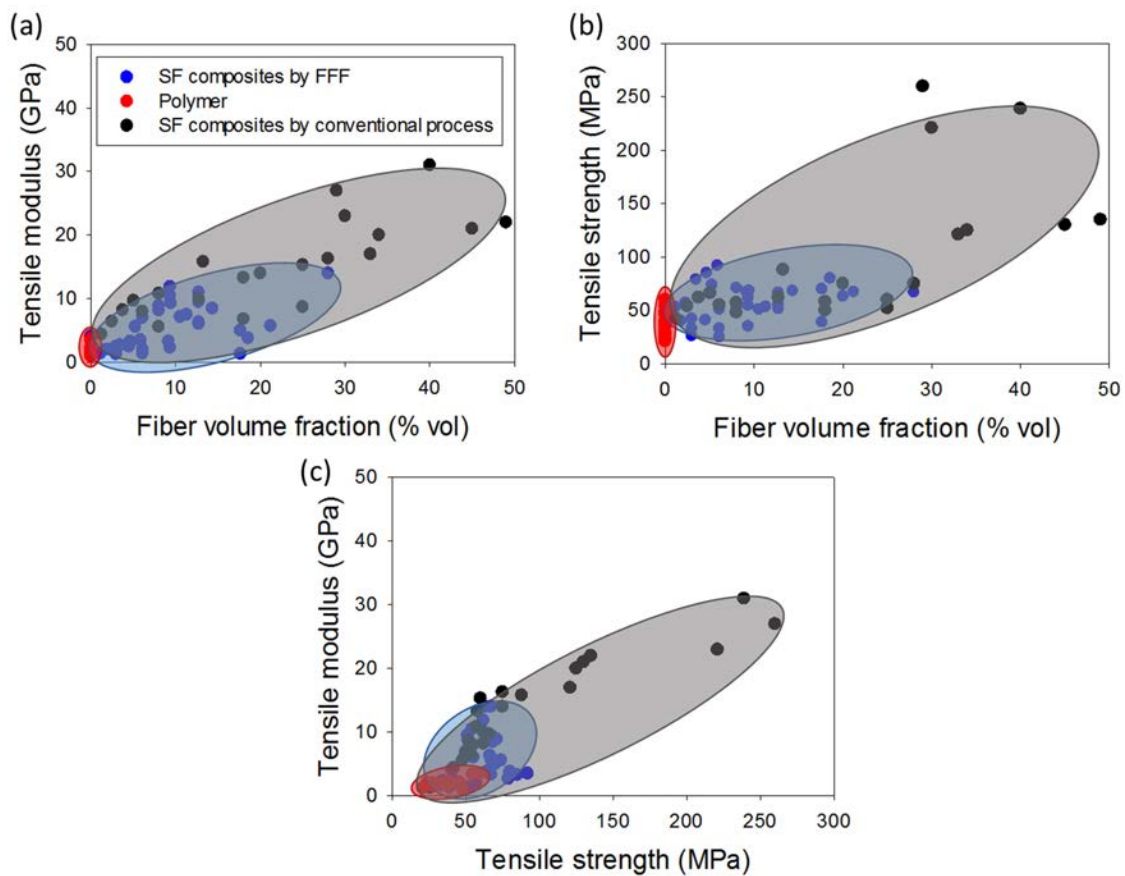 (a)
50
40
30
20
10
0
Tensile modulus (GPa)
SF composites by FFF
Polymer
SF composites by conventional process
0 10 20 30 40 50
Fiber volume fraction (% vol)
(b)
300
250
200
150
100
50
0
Tensile strength (MPa)
0 10 20 30 40 50
Fiber volume fraction (% vol)
(c)
50
40
30
20
10
0
Tensile modulus (GPa)
0 50 100 150 200 250 300
Tensile strength (MPa)